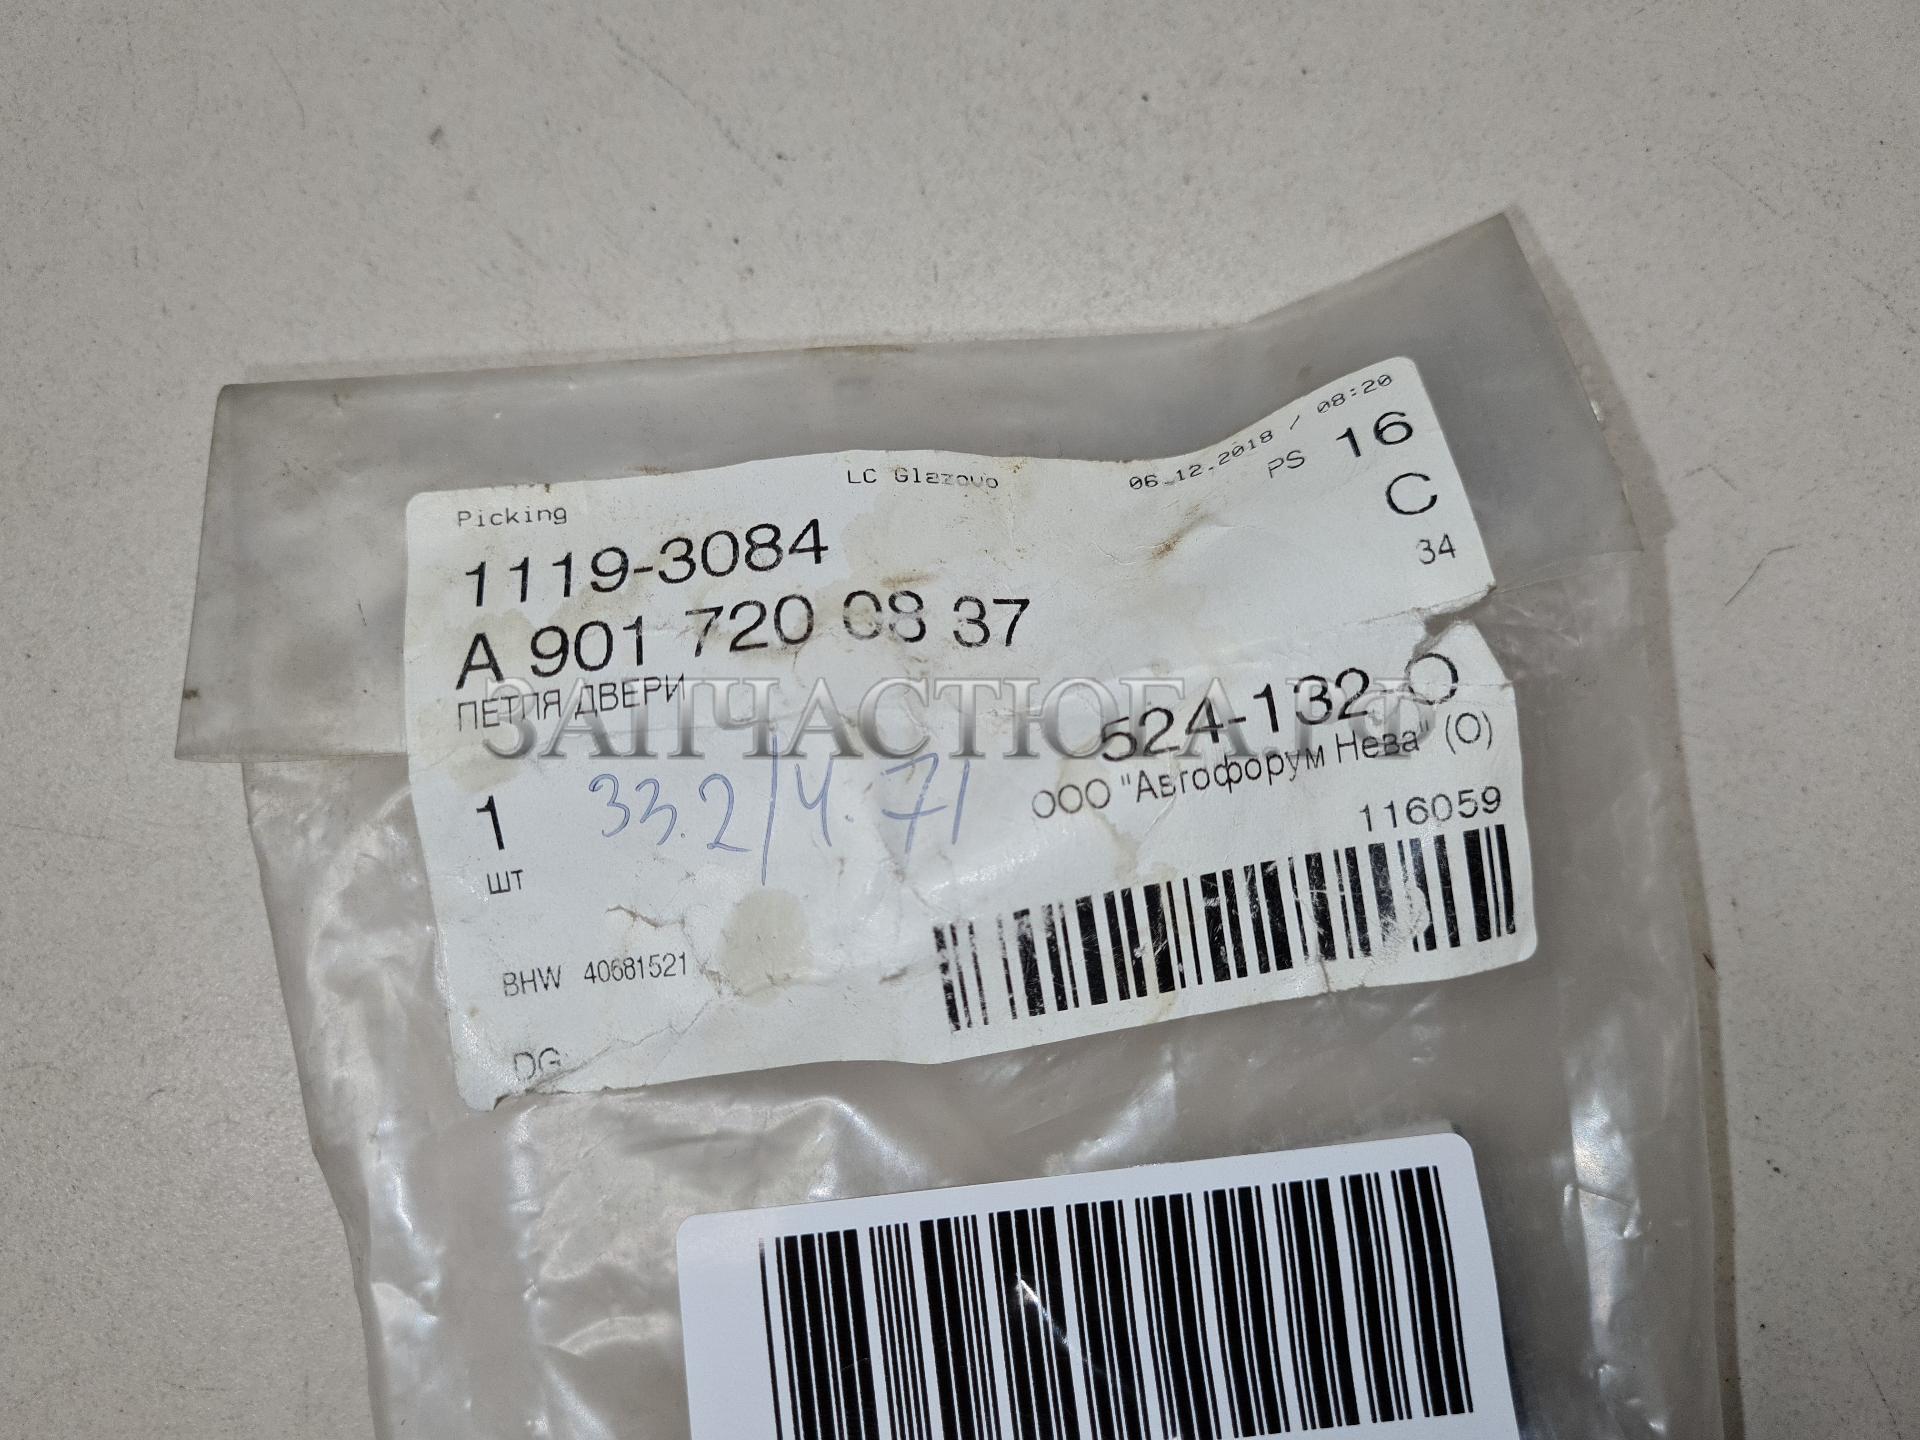 Picking LC Glazovo 06.12.2018 / 08:20
1119-3084 PS 16
C
A 901 720 08 37 34
ПЕТЛЯ ДВЕРИ 524-132-O
ЗАПЧАСТЮГА.РФ
1 33.2/4.71 ООО "Автофорум Нева" (О)
шт 116059
BHW 40681521
DG